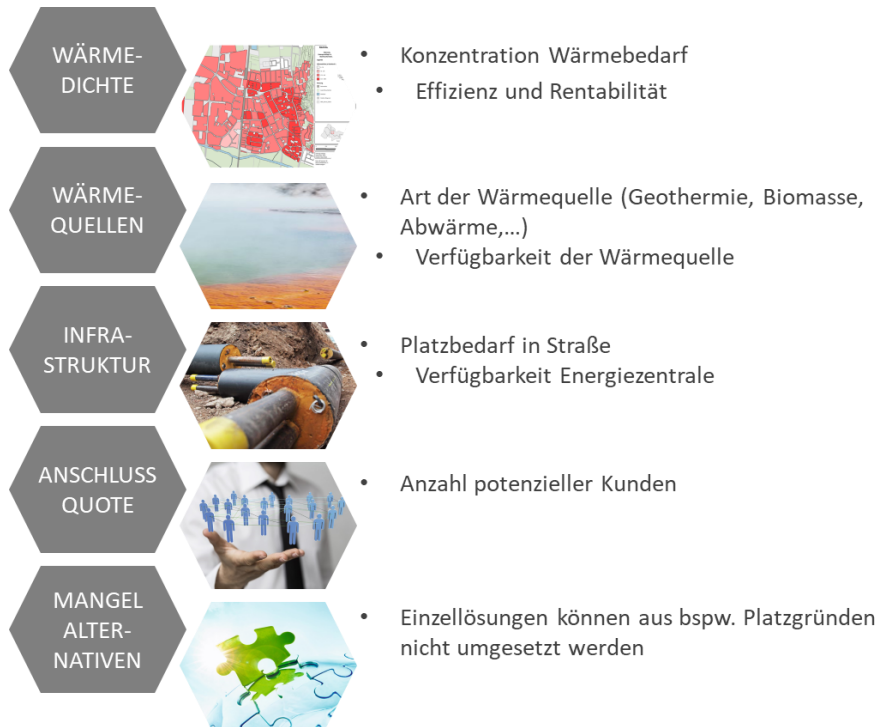 WÄRME-
DICHTE
• Konzentration Wärmebedarf
• Effizienz und Rentabilität
WÄRME-
QUELLEN
• Art der Wärmequelle (Geothermie, Biomasse,
Abwärme,...)
• Verfügbarkeit der Wärmequelle
INFRA-
STRUKTUR
• Platzbedarf in Straße
• Verfügbarkeit Energiezentrale
ANSCHLUSS
QUOTE
• Anzahl potenzieller Kunden
MANGEL
ALTER-
NATIVEN
• Einzellösungen können aus bspw. Platzgründen
nicht umgesetzt werden